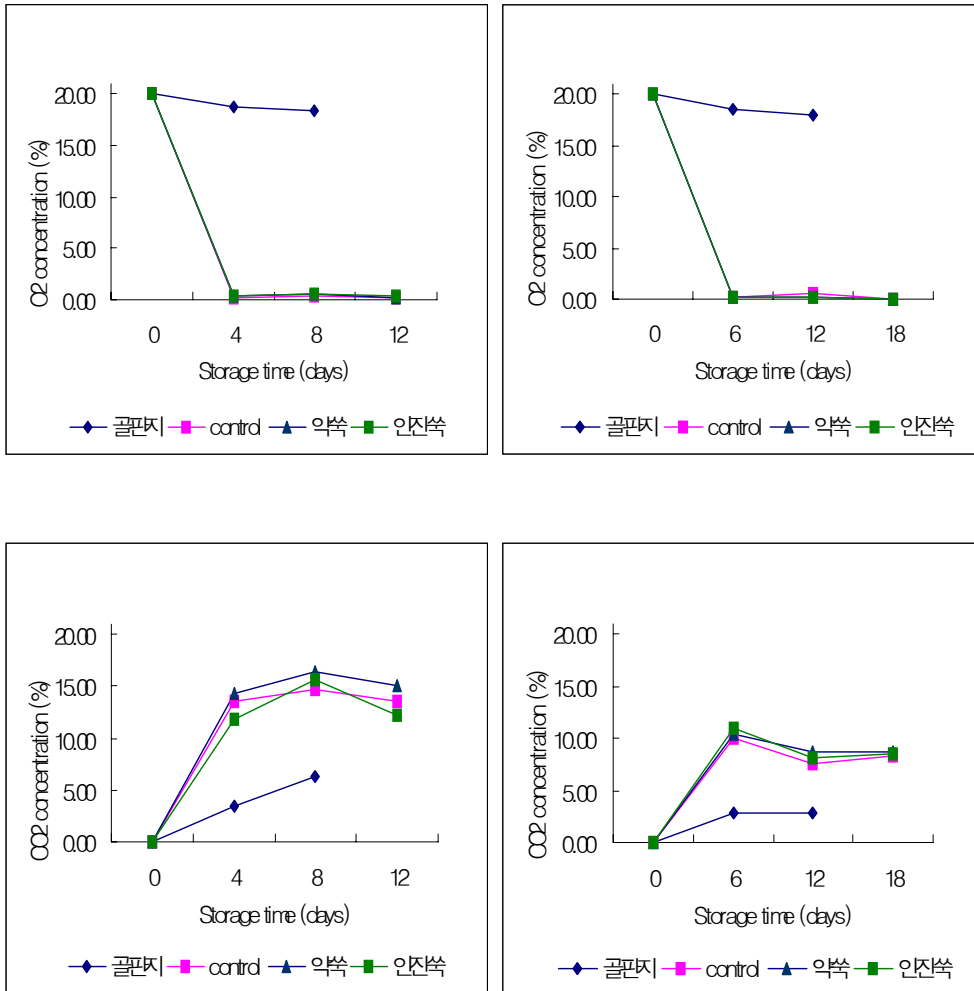 20.00
15.00
10.00
5.00
0.00
O2 concentration (%)
0 4 8 12
Storage time (days)
골판지 control 약쑥 인진쑥
20.00
15.00
10.00
5.00
0.00
O2 concentration (%)
0 6 12 18
Storage time (days)
골판지 control 약쑥 인진쑥
20.00
15.00
10.00
5.00
0.00
CO2 concentration (%)
0 4 8 12
Storage time (days)
골판지 control 약쑥 인진쑥
20.00
15.00
10.00
5.00
0.00
CO2 concentration (%)
0 6 12 18
Storage time (days)
골판지 control 약쑥 인진쑥